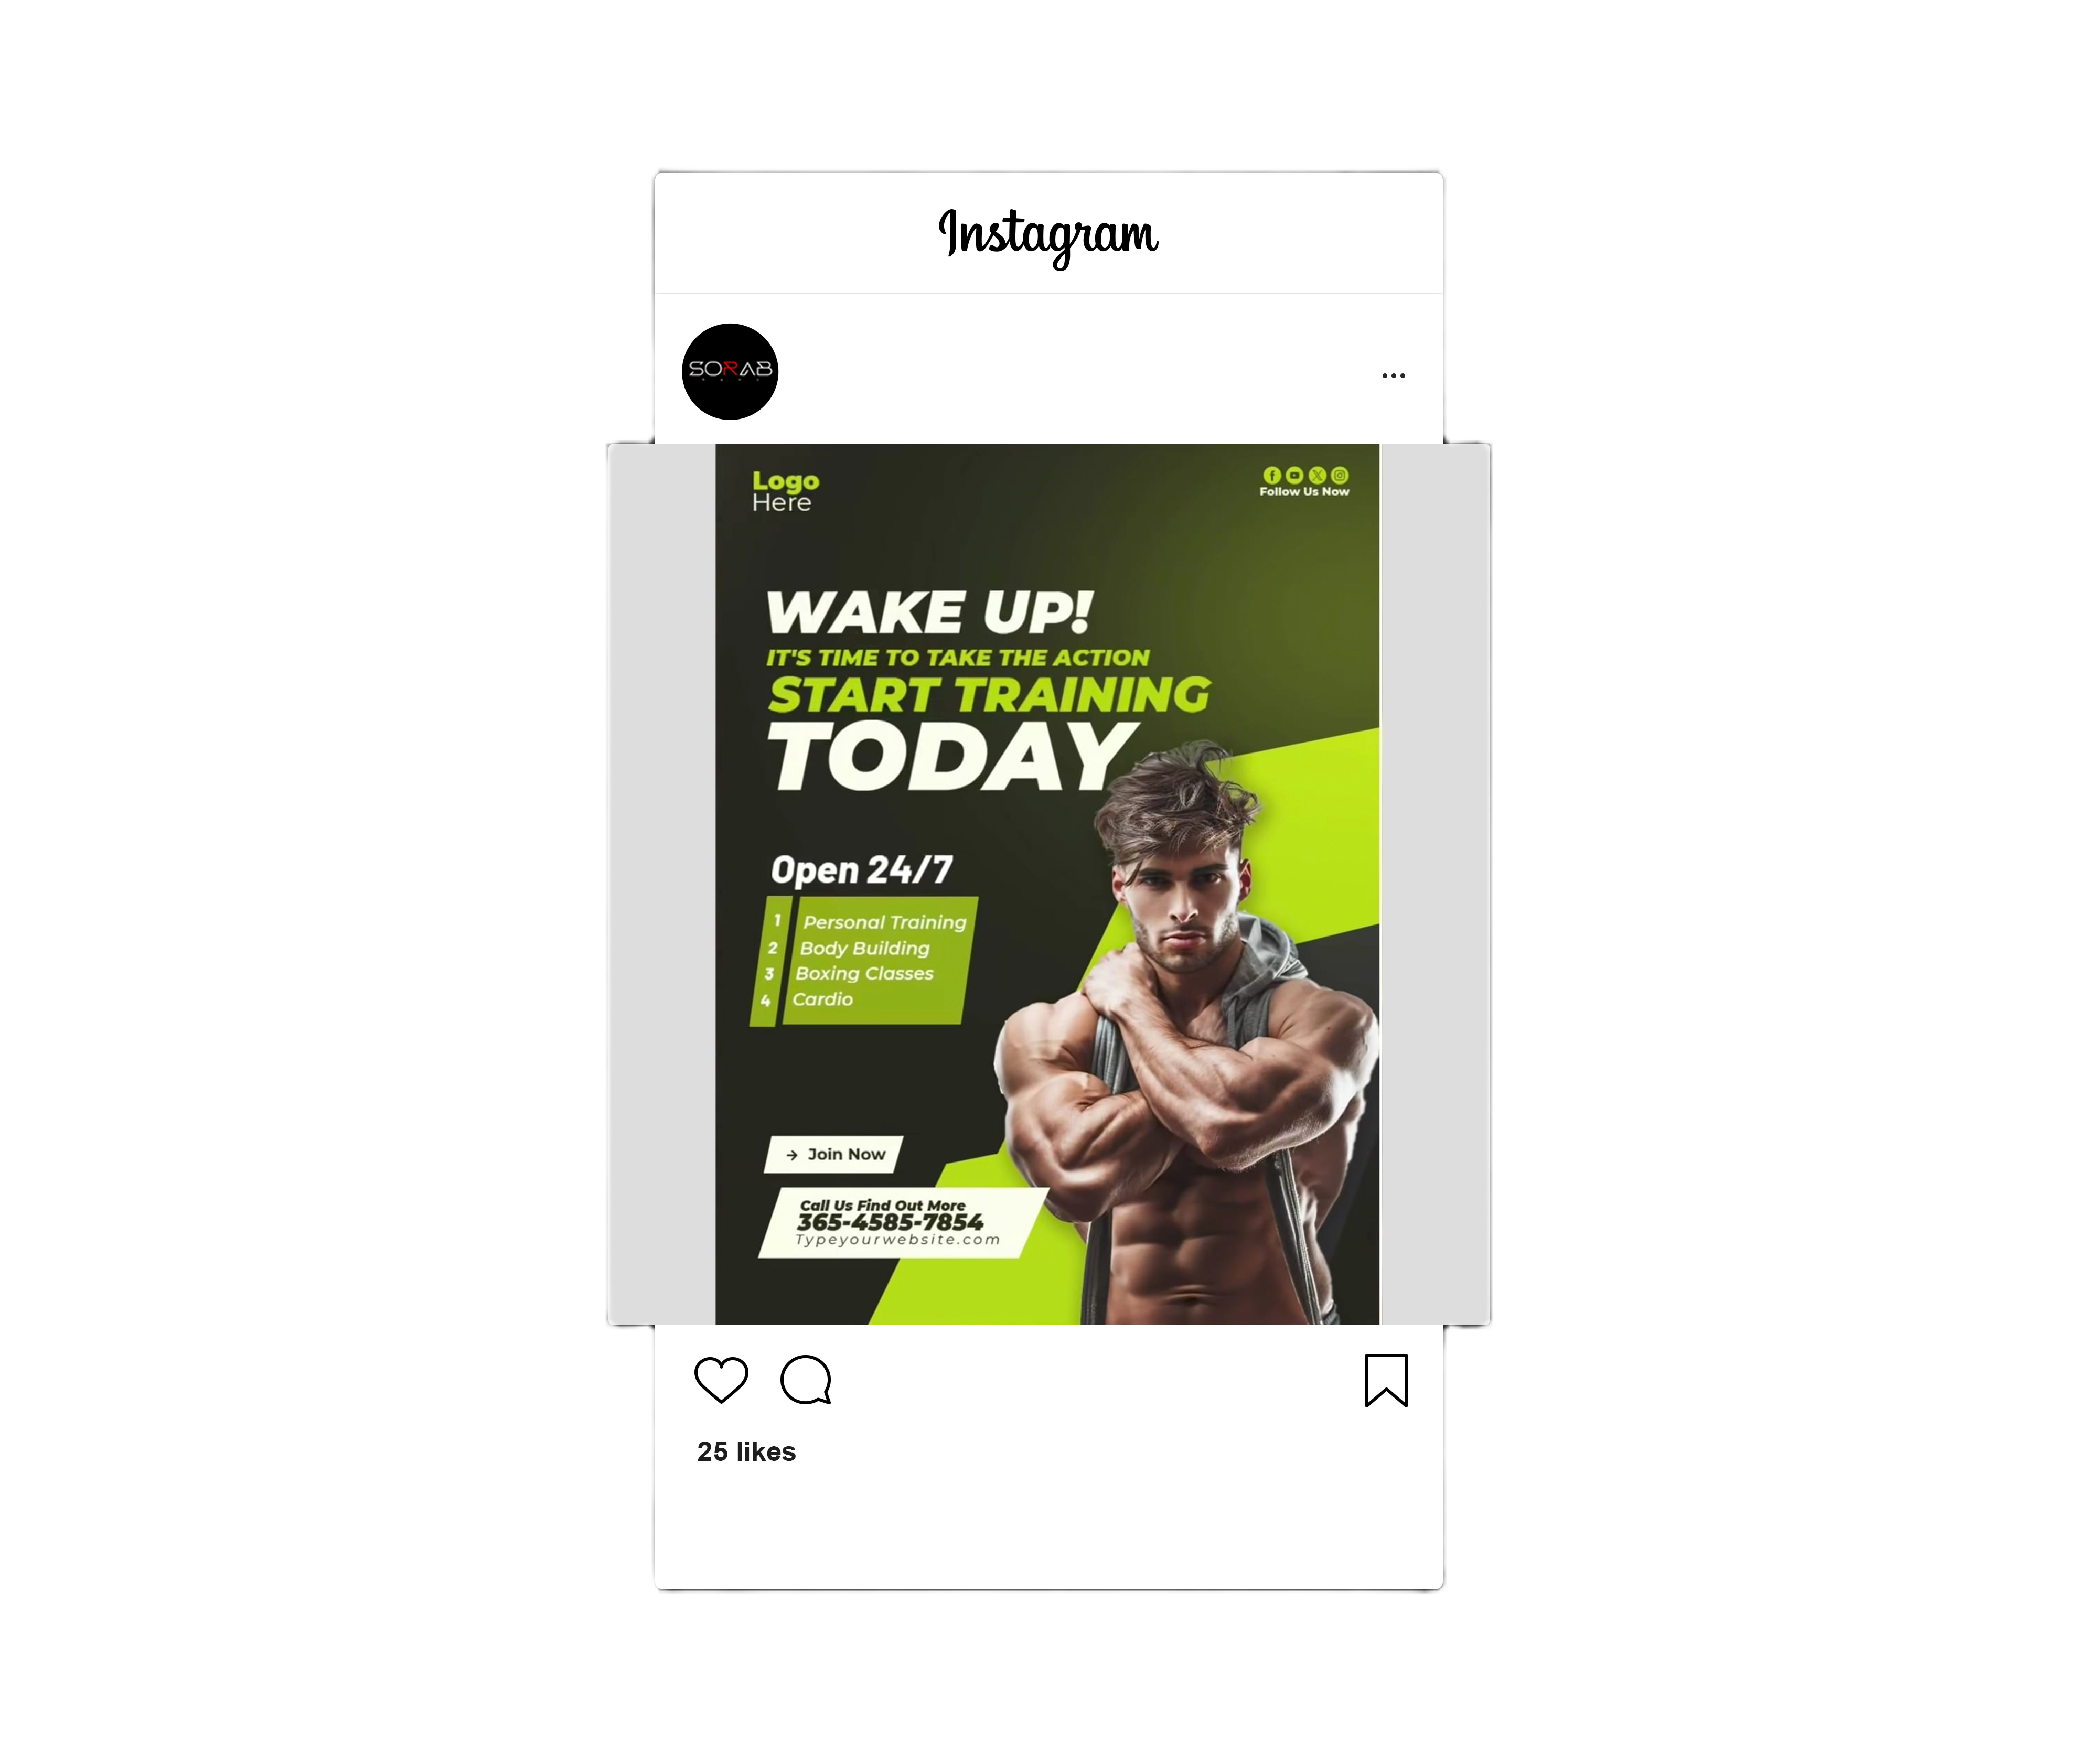 Instagram
SORAB
Logo
Here
Follow Us Now
WAKE UP!
IT'S TIME TO TAKE THE ACTION
START TRAINING
TODAY
Open 24/7
1 Personal Training
2 Body Building
3 Boxing Classes
4 Cardio
→ Join Now
Call Us Find Out More
365-4585-7854
Typeyourwebsite.com
25 likes